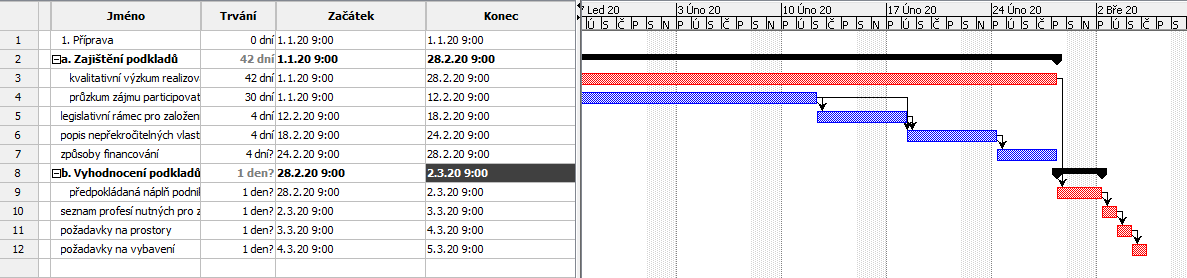 Jméno Trvání Začátek Konec
1 1. Příprava 0 dní 1.1.20 9:00 1.1.20 9:00
2 a. Zajištění podkladů 42 dní 1.1.20 9:00 28.2.20 9:00
3 kvalitativní výzkum realizov 42 dní 1.1.20 9:00 28.2.20 9:00
4 průzkum zájmu participovat 30 dní 1.1.20 9:00 12.2.20 9:00
5 legislativní rámec pro založen 4 dní 12.2.20 9:00 18.2.20 9:00
6 popis nepřekročitelných vlast 4 dní 18.2.20 9:00 24.2.20 9:00
7 způsoby financování 4 dní? 24.2.20 9:00 28.2.20 9:00
8 b. Vyhodnocení podkladů 1 den? 28.2.20 9:00 2.3.20 9:00
9 předpokládaná náplň podnik 1 den? 28.2.20 9:00 2.3.20 9:00
10 seznam profesí nutných pro z 1 den? 2.3.20 9:00 3.3.20 9:00
11 požadavky na prostory 1 den? 3.3.20 9:00 4.3.20 9:00
12 požadavky na vybavení 1 den? 4.3.20 9:00 5.3.20 9:00
7 Led 20 3 Úno 20 10 Úno 20 17 Úno 20 24 Úno 20 2 Bře 20
Ú S Č P S N P Ú S Č P S N P Ú S Č P S N P Ú S Č P S N P Ú S Č P S N P Ú S Č P S